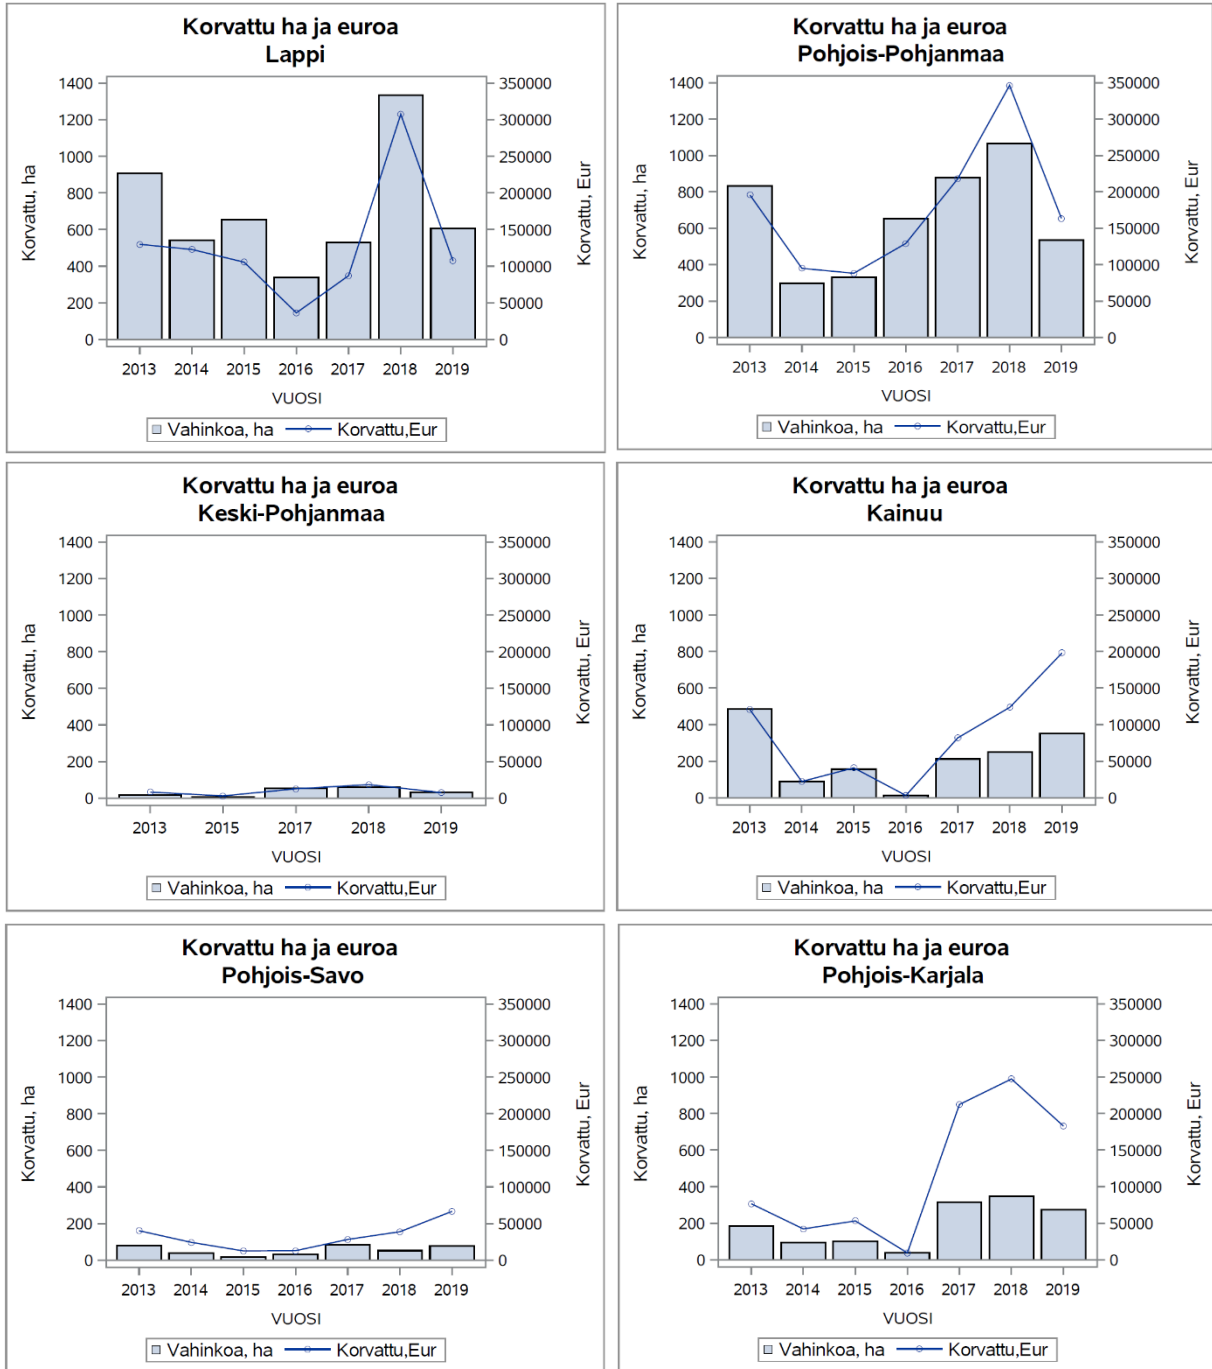 Korvattu ha ja euroa
Lappi
Korvattu, ha
1400
1200
1000
800
600
400
200
0
350000
300000
250000
200000
150000
100000
50000
0
Korvattu, Eur
2013 2014 2015 2016 2017 2018 2019
VUOSI
Vahinkoa, ha Korvattu,Eur
Korvattu ha ja euroa
Pohjois-Pohjanmaa
Korvattu, ha
1400
1200
1000
800
600
400
200
0
350000
300000
250000
200000
150000
100000
50000
0
Korvattu, Eur
2013 2014 2015 2016 2017 2018 2019
VUOSI
Vahinkoa, ha Korvattu,Eur
Korvattu ha ja euroa
Keski-Pohjanmaa
Korvattu, ha
1400
1200
1000
800
600
400
200
0
350000
300000
250000
200000
150000
100000
50000
0
Korvattu, Eur
2013 2015 2017 2018 2019
VUOSI
Vahinkoa, ha Korvattu,Eur
Korvattu ha ja euroa
Kainuu
Korvattu, ha
1400
1200
1000
800
600
400
200
0
350000
300000
250000
200000
150000
100000
50000
0
Korvattu, Eur
2013 2014 2015 2016 2017 2018 2019
VUOSI
Vahinkoa, ha Korvattu,Eur
Korvattu ha ja euroa
Pohjois-Savo
Korvattu, ha
1400
1200
1000
800
600
400
200
0
350000
300000
250000
200000
150000
100000
50000
0
Korvattu, Eur
2013 2014 2015 2016 2017 2018 2019
VUOSI
Vahinkoa, ha Korvattu,Eur
Korvattu ha ja euroa
Pohjois-Karjala
Korvattu, ha
1400
1200
1000
800
600
400
200
0
350000
300000
250000
200000
150000
100000
50000
0
Korvattu, Eur
2013 2014 2015 2016 2017 2018 2019
VUOSI
Vahinkoa, ha Korvattu,Eur